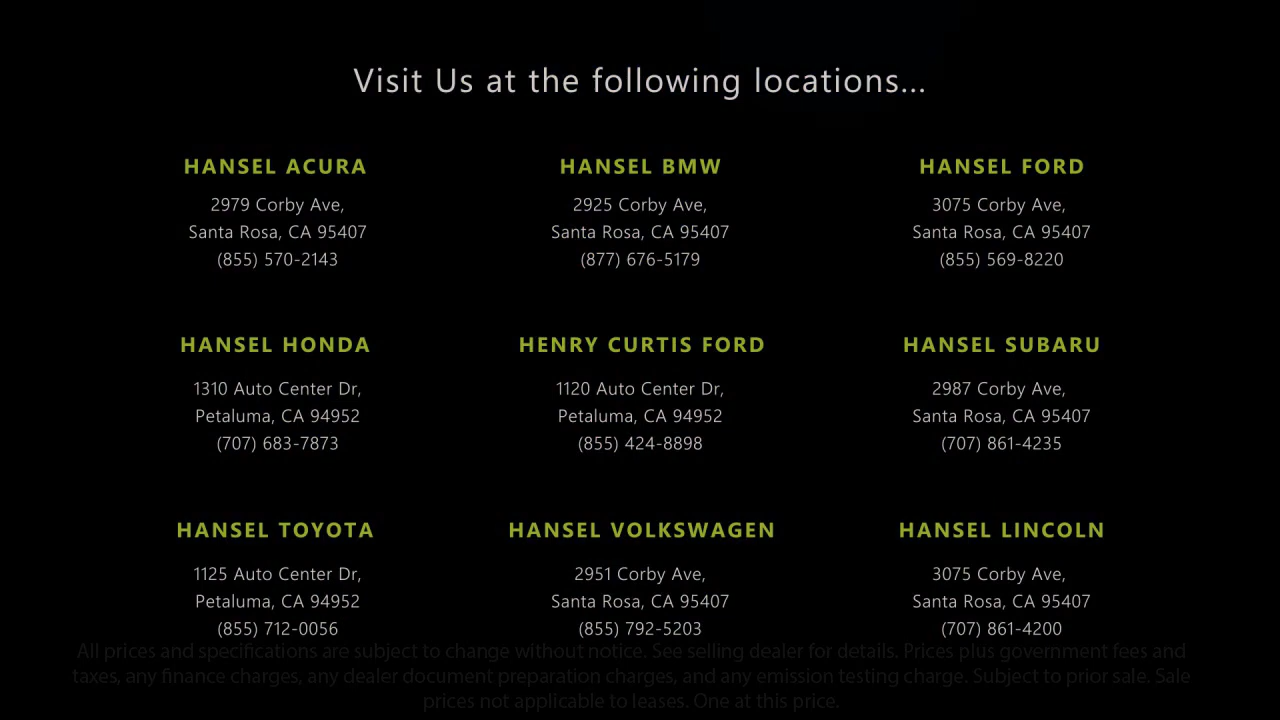 Visit Us at the following locations...
HANSEL ACURA
2979 Corby Ave,
Santa Rosa, CA 95407
(855) 570-2143
HANSEL BMW
2925 Corby Ave,
Santa Rosa, CA 95407
(877) 676-5179
HANSEL FORD
3075 Corby Ave,
Santa Rosa, CA 95407
(855) 569-8220
HANSEL HONDA
1310 Auto Center Dr,
Petaluma, CA 94952
(707) 683-7873
HENRY CURTIS FORD
1120 Auto Center Dr,
Petaluma, CA 94952
(855) 424-8898
HANSEL SUBARU
2987 Corby Ave,
Santa Rosa, CA 95407
(707) 861-4235
HANSEL TOYOTA
1125 Auto Center Dr,
Petaluma, CA 94952
(855) 712-0056
HANSEL VOLKSWAGEN
2951 Corby Ave,
Santa Rosa, CA 95407
(855) 792-5203
HANSEL LINCOLN
3075 Corby Ave,
Santa Rosa, CA 95407
(707) 861-4200
All prices and specifications are subject to change without notice. See selling dealer for details. Prices plus government fees and
taxes, any finance charges, any dealer document preparation charges, and any emission testing charge. Subject to prior sale. Sale
prices not applicable to leases. One at this price.